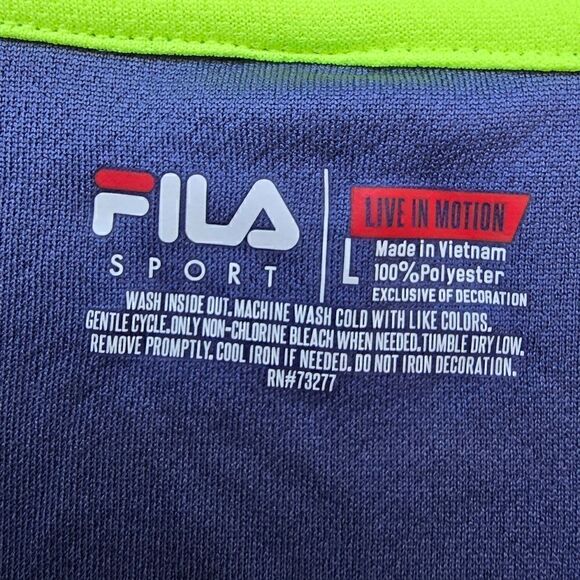 FILA
SPORT
L
LIVE IN MOTION
Made in Vietnam
100%Polyester
EXCLUSIVE OF DECORATION
WASH INSIDE OUT. MACHINE WASH COLD WITH LIKE COLORS.
GENTLE CYCLE.ONLY NON-CHLORINE BLEACH WHEN NEEDED. TUMBLE DRY LOW.
REMOVE PROMPTLY. COOL IRON IF NEEDED. DO NOT IRON DECORATION.
RN#73277